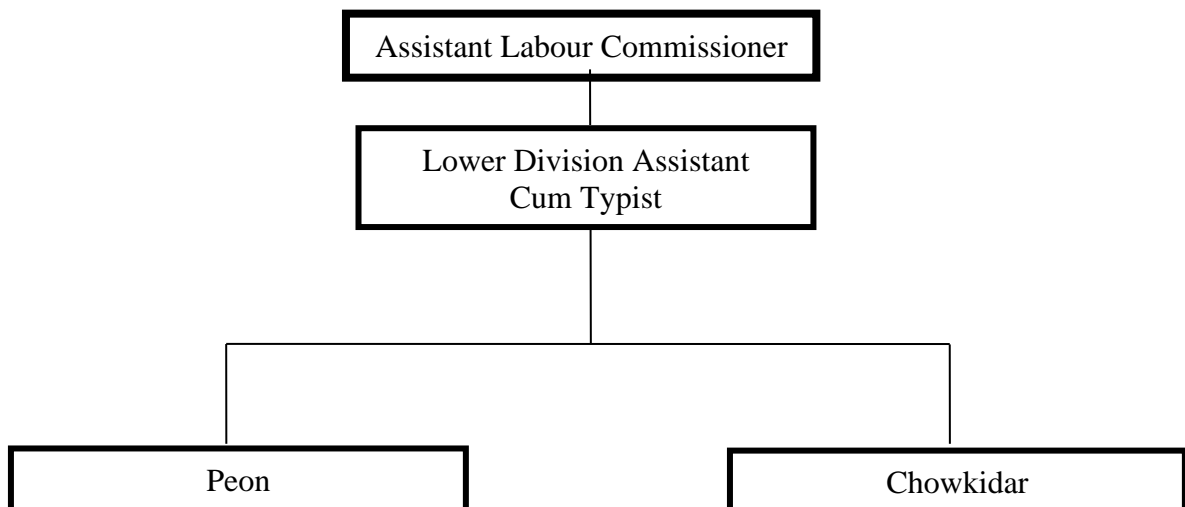 Assistant Labour Commissioner
Lower Division Assistant
Cum Typist
Peon
Chowkidar